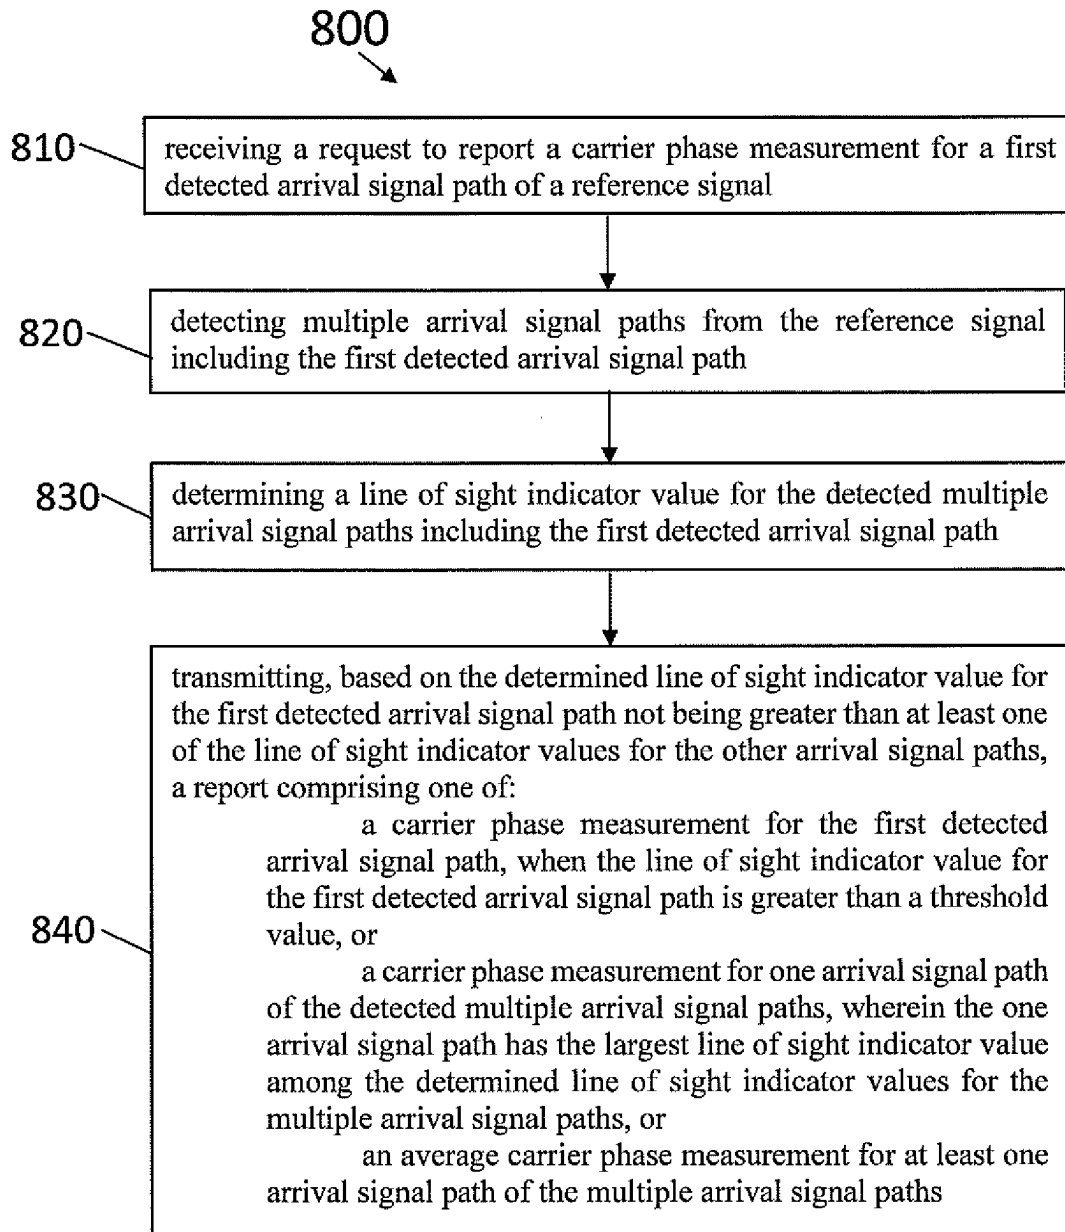 800
810
receiving a request to report a carrier phase measurement for a first
detected arrival signal path of a reference signal
820
detecting multiple arrival signal paths from the reference signal
including the first detected arrival signal path
830
determining a line of sight indicator value for the detected multiple
arrival signal paths including the first detected arrival signal path
840
transmitting, based on the determined line of sight indicator value for
the first detected arrival signal path not being greater than at least one
of the line of sight indicator values for the other arrival signal paths,
a report comprising one of:
a carrier phase measurement for the first detected
arrival signal path, when the line of sight indicator value for
the first detected arrival signal path is greater than a threshold
value, or
a carrier phase measurement for one arrival signal path
of the detected multiple arrival signal paths, wherein the one
arrival signal path has the largest line of sight indicator value
among the determined line of sight indicator values for the
multiple arrival signal paths, or
an average carrier phase measurement for at least one
arrival signal path of the multiple arrival signal paths